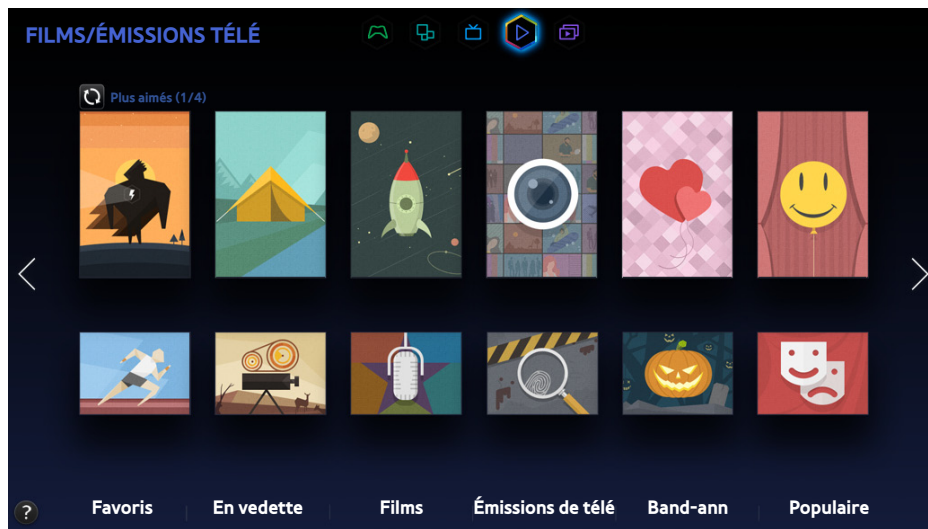 FILMS/ÉMISSIONS TÉLÉ
Plus aimés (1/4)
? Favoris En vedette Films Émissions de télé Band-ann Populaire